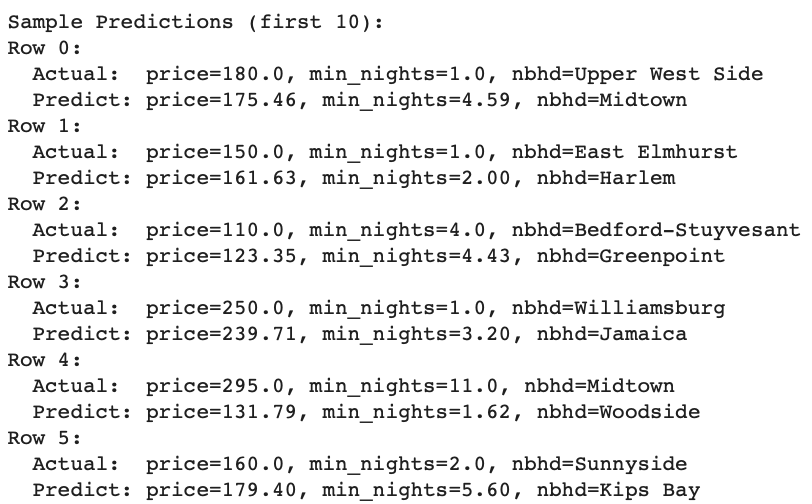 Sample Predictions (first 10):
Row 0:
  Actual:  price=180.0, min_nights=1.0, nbhd=Upper West Side
  Predict: price=175.46, min_nights=4.59, nbhd=Midtown
Row 1:
  Actual:  price=150.0, min_nights=1.0, nbhd=East Elmhurst
  Predict: price=161.63, min_nights=2.00, nbhd=Harlem
Row 2:
  Actual:  price=110.0, min_nights=4.0, nbhd=Bedford-Stuyvesant
  Predict: price=123.35, min_nights=4.43, nbhd=Greenpoint
Row 3:
  Actual:  price=250.0, min_nights=1.0, nbhd=Williamsburg
  Predict: price=239.71, min_nights=3.20, nbhd=Jamaica
Row 4:
  Actual:  price=295.0, min_nights=11.0, nbhd=Midtown
  Predict: price=131.79, min_nights=1.62, nbhd=Woodside
Row 5:
  Actual:  price=160.0, min_nights=2.0, nbhd=Sunnyside
  Predict: price=179.40, min_nights=5.60, nbhd=Kips Bay